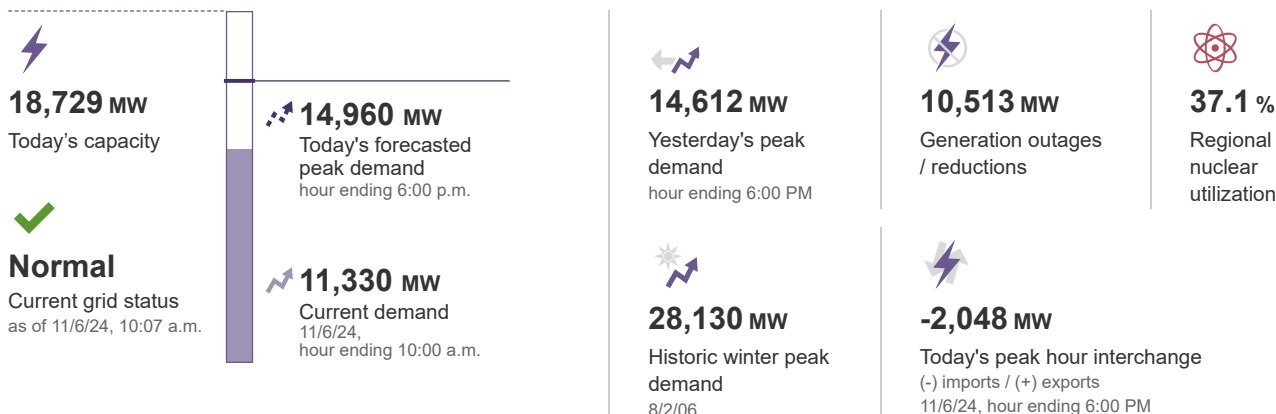 18,729 MW
Today's capacity
Normal
Current grid status
as of 11/6/24, 10:07 a.m.
14,960 MW
Today's forecasted
peak demand
hour ending 6:00 p.m.
11,330 MW
Current demand
11/6/24,
hour ending 10:00 a.m.
14,612 MW
Yesterday's peak
demand
hour ending 6:00 PM
10,513 MW
Generation outages
/ reductions
37.1 %
Regional
nuclear
utilization
28,130 MW
Historic winter peak
demand
8/2/06
-2,048 MW
Today's peak hour interchange
(-) imports / (+) exports
11/6/24, hour ending 6:00 PM